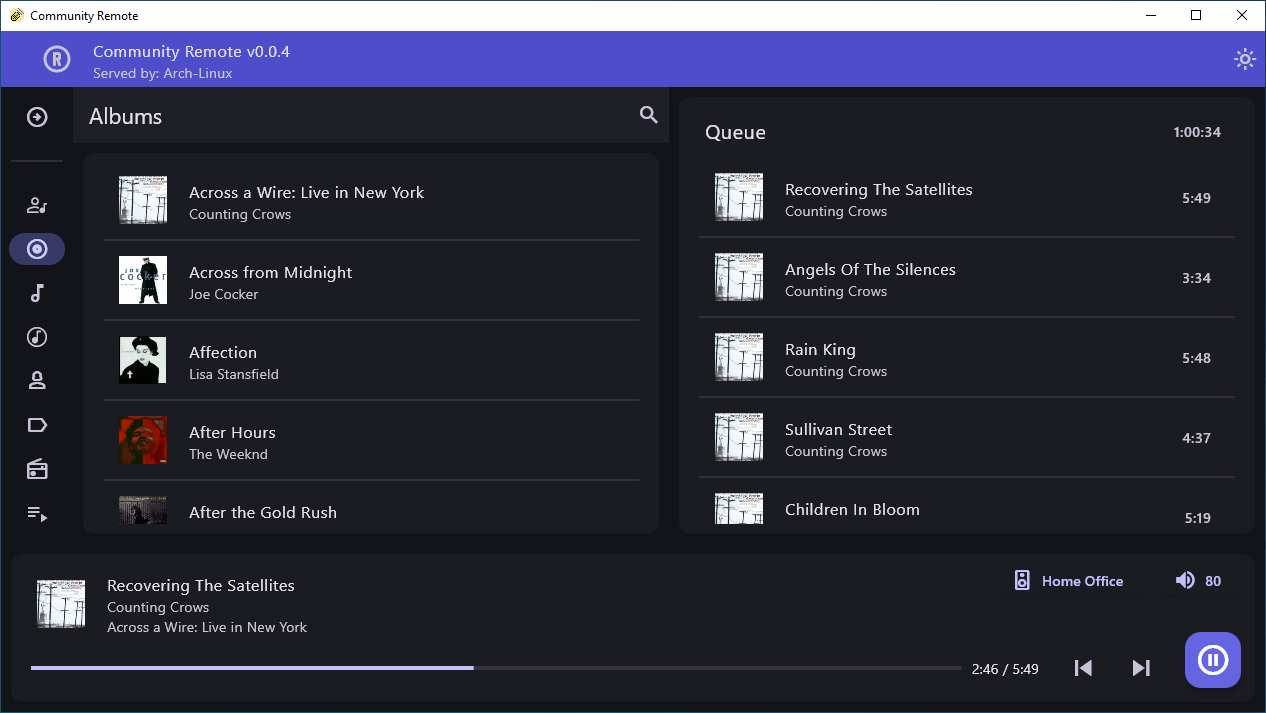 Community Remote
Community Remote v0.0.4
Served by: Arch-Linux
Albums
Across a Wire: Live in New York
Counting Crows
Across from Midnight
Joe Cocker
Affection
Lisa Stansfield
After Hours
The Weeknd
After the Gold Rush
Queue
1:00:34
Recovering The Satellites
Counting Crows
5:49
Angels Of The Silences
Counting Crows
3:34
Rain King
Counting Crows
5:48
Sullivan Street
Counting Crows
4:37
Children In Bloom
5:19
Recovering The Satellites
Counting Crows
Across a Wire: Live in New York
Home Office
80
2:46 / 5:49